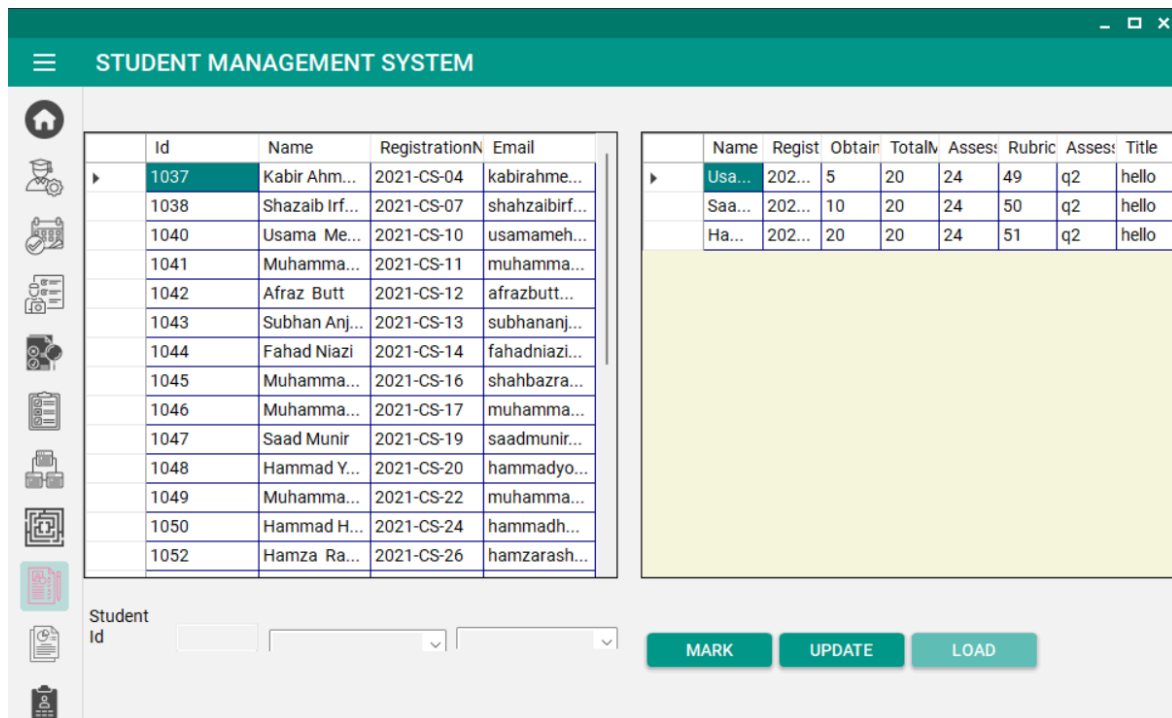 STUDENT MANAGEMENT SYSTEM
Id Name RegistrationN Email
1037 Kabir Ahm... 2021-CS-04 kabirahme...
1038 Shazaib Irf... 2021-CS-07 shahzaibirf...
1040 Usama Me... 2021-CS-10 usamameh...
1041 Muhamma... 2021-CS-11 muhamma...
1042 Afraz Butt 2021-CS-12 afrazbutt...
1043 Subhan Anj... 2021-CS-13 subhananj...
1044 Fahad Niazi 2021-CS-14 fahadniazi...
1045 Muhamma... 2021-CS-16 shahbazra...
1046 Muhamma... 2021-CS-17 muhamma...
1047 Saad Munir 2021-CS-19 saadmunir...
1048 Hammad Y... 2021-CS-20 hammadyo...
1049 Muhamma... 2021-CS-22 muhamma...
1050 Hammad H... 2021-CS-24 hammadh...
1052 Hamza Ra... 2021-CS-26 hamzarash...
Name Regist Obtain TotalM Assess Rubric Assess Title
Usa... 202... 5 20 24 49 q2 hello
Saa... 202... 10 20 24 50 q2 hello
Ha... 202... 20 20 24 51 q2 hello
Student
Id
MARK UPDATE LOAD